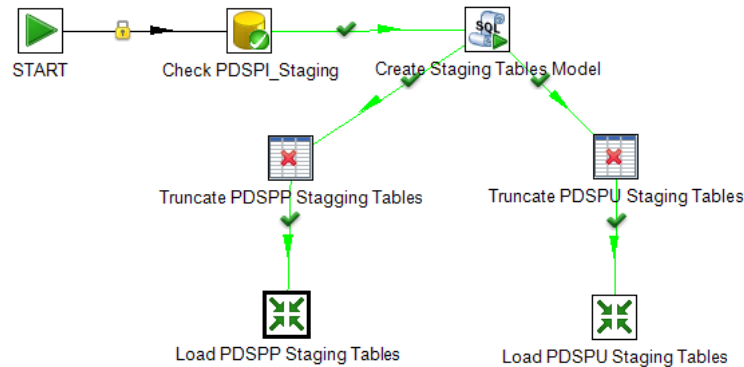 SQL
START
Check PDSPI_Staging
Create Staging Tables Model
Truncate PDSPP Stagging Tables
Truncate PDSPU Staging Tables
Load PDSPP Staging Tables
Load PDSPU Staging Tables